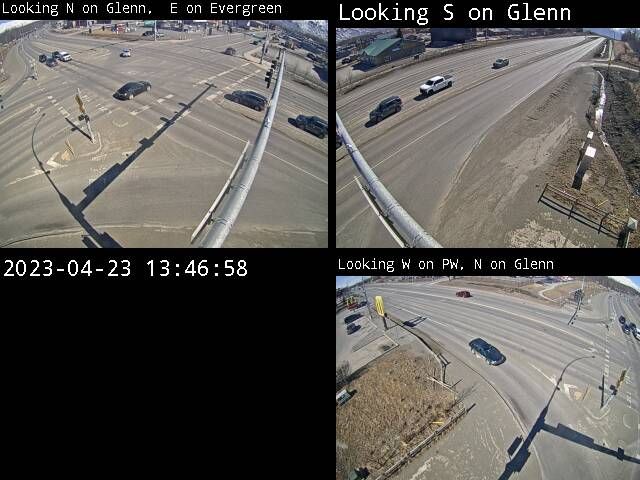 Looking N on Glenn,  E on Evergreen
Looking S on Glenn
2023-04-23 13:46:58
Looking W on PW, N on Glenn